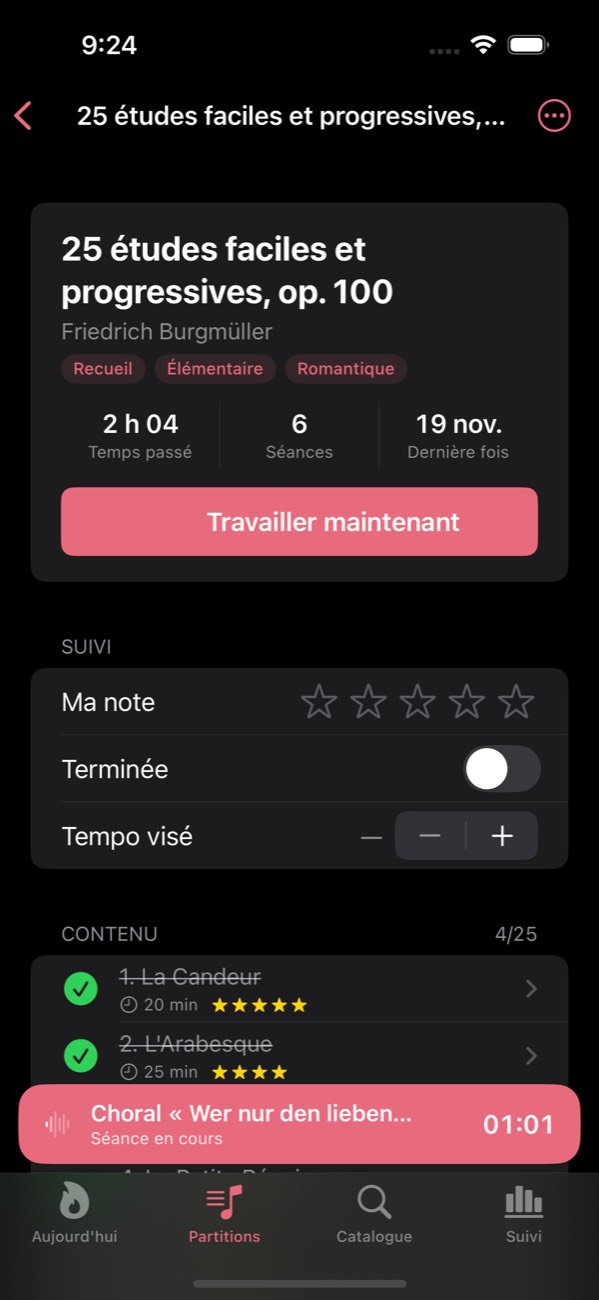 9:24
25 études faciles et progressives,...
25 études faciles et
progressives, op. 100
Friedrich Burgmüller
Recueil Élémentaire Romantique
2 h 04 6 19 nov.
Temps passé Séances Dernière fois
Travailler maintenant
SUIVI
Ma note
Terminée
Tempo visé — − +
CONTENU 4/25
1. La Candeur
20 min
2. L'Arabesque
25 min
Choral « Wer nur den lieben...
Séance en cours
01:01
Aujourd'hui Partitions Catalogue Suivi